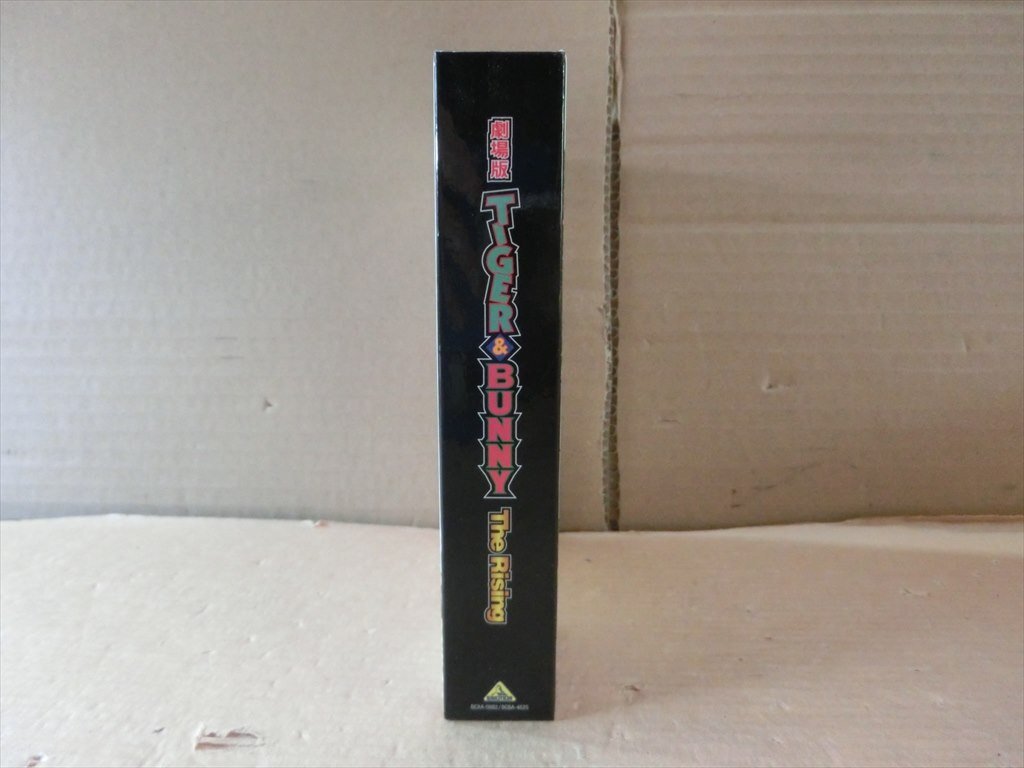 劇場版
TIGER
&
BUNNY
The Rising